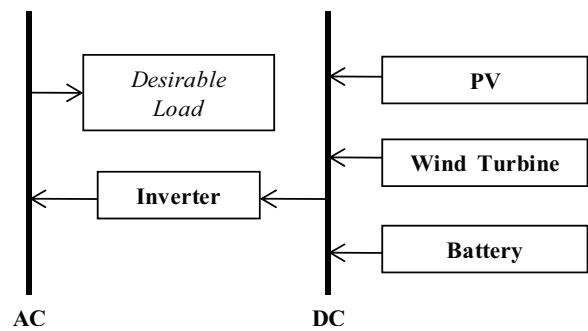 Desirable
Load
PV
Wind Turbine
Inverter
Battery
AC
DC